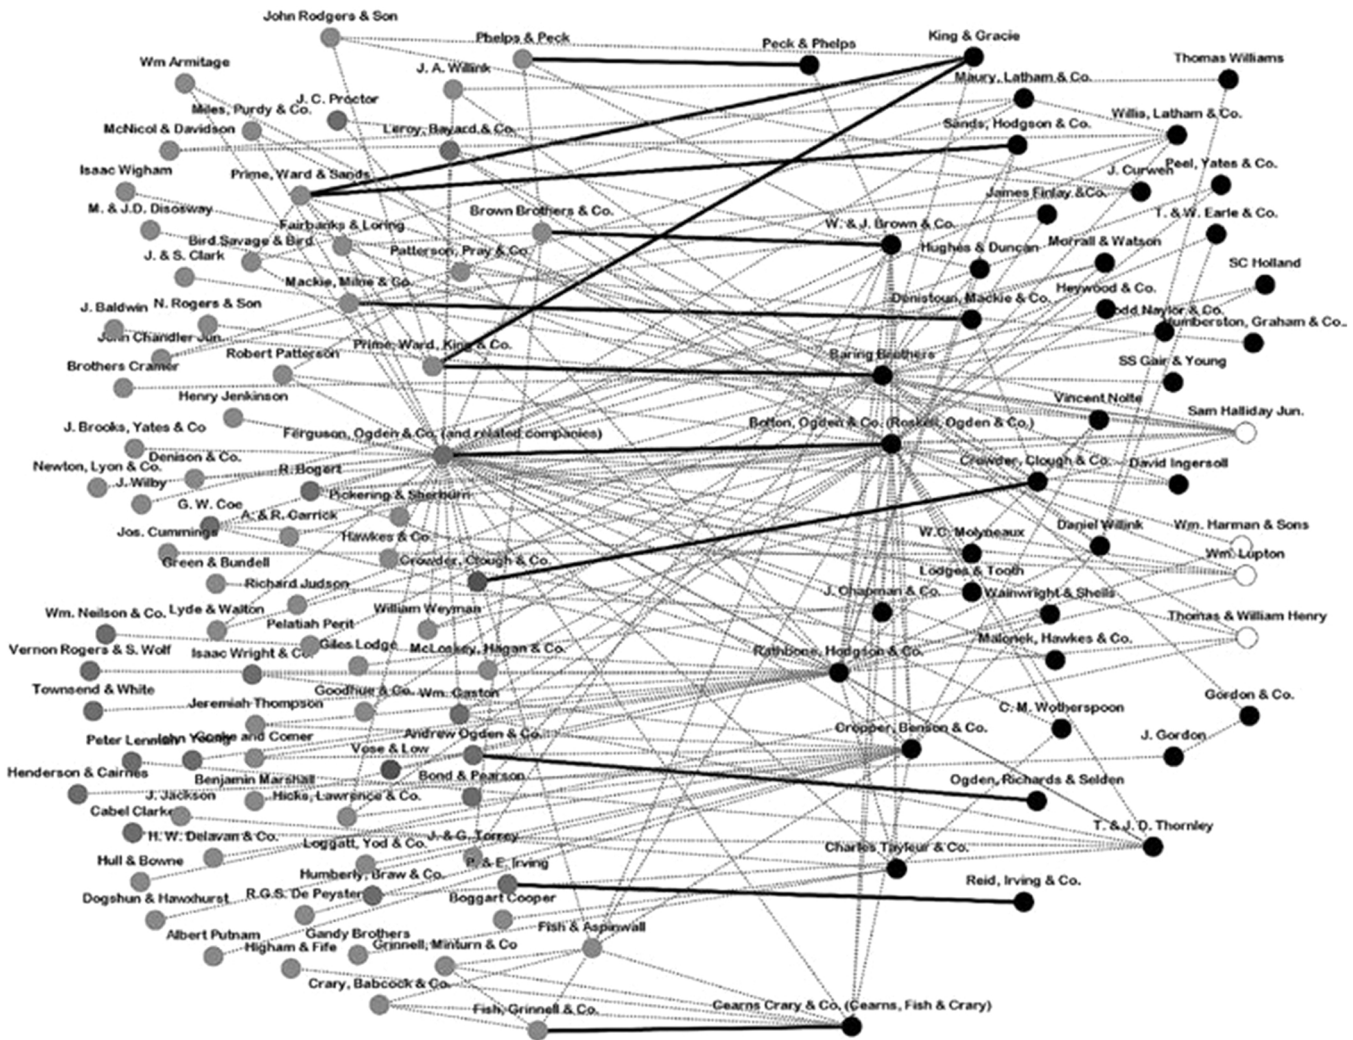 John Rodgers & Son
Phelps & Peck
Peck & Phelps
King & Gracie
Wm Armitage
J. A. Willink
Maury, Latham & Co.
Thomas Williams
J. C. Proctor
Miles, Purdy & Co.
McNicol & Davidson
Leroy, Bayard & Co.
Sands, Hodgson & Co.
Willis, Latham & Co.
Isaac Wigham
Prime, Ward & Sands
J. Curwen
Peel, Yates & Co.
M. & J.D. Disosway
Fairbanks & Loring
Brown Brothers & Co.
James Finlay & Co.
W. & J. Brown & Co.
T. & W. Earle & Co.
Bird Savage & Bird
Patterson, Pray & Co.
Hughes & Duncan
Morrall & Watson
J. & S. Clark
SC Holland
Mackie, Milne & Co.
Denistoun, Mackie & Co.
Heywood & Co.
J. Baldwin
N. Rogers & Son
odd Naylor & Co.
umberston, Graham & Co..
John Chandler Jun.
Robert Patterson
Prime, Ward, King & Co.
Baring Brothers
SS Gair & Young
Brothers Cramer
Henry Jenkinson
Vincent Nolte
Sam Halliday Jun.
J. Brooks, Yates & Co
Ferguson, Ogden & Co. (and related companies)
Bolton, Ogden & Co. (Roskell, Ogden & Co.)
Denison & Co.
Newton, Lyon & Co.
J. Wilby
R. Bogert
Crowder, Clough & Co.
David Ingersoll
Pickering & Sherburn
G. W. Coe
A. & R. Carrick
Jos. Cummings
Hawkes & Co.
W.C. Molyneaux
Daniel Willink
Wm. Harman & Sons
Green & Bundell
Crowder, Clough & Co.
Lodges & Tooth
Wm. Lupton
Richard Judson
J. Chapman & Co.
Wainwright & Shells
Wm. Neilson & Co.
Lyde & Walton
William Weyman
Pelatiah Perit
Thomas & William Henry
Vernon Rogers & S. Wolf
Isaac Wright & Co.
Giles Lodge
McLoskey, Hagan & Co.
Rathbone, Hodgson & Co.
Malonek, Hawkes & Co.
Townsend & White
Goodhue & Co.
Wm. Gaston
Gordon & Co.
Jeremiah Thompson
C. M. Wotherspoon
Peter Lennigh
John Young
and Comer
Vose & Low
Andrew Ogden & Co.
Cropper, Benson & Co.
J. Gordon
Henderson & Cairnes
Benjamin Marshall
Bond & Pearson
Ogden, Richards & Selden
J. Jackson
Hicks, Lawrence & Co.
Cabel Clarke
H. W. Delavan & Co.
Loggatt, Yod & Co.
J. & G. Torrey
Charles Tayleur & Co.
T. & J. D. Thornley
Hull & Bowne
Humberly, Braw & Co.
P. & E. Irving
Reid, Irving & Co.
Dogshun & Hawxhurst
R.G.S. De Peyster
Boggart Cooper
Albert Putnam
Gandy Brothers
Fish & Aspinwall
Higham & Fife
Grinnell, Minturn & Co
Crary, Babcock & Co.
Fish, Grinnell & Co.
Cearns Crary & Co. (Cearns, Fish & Crary)